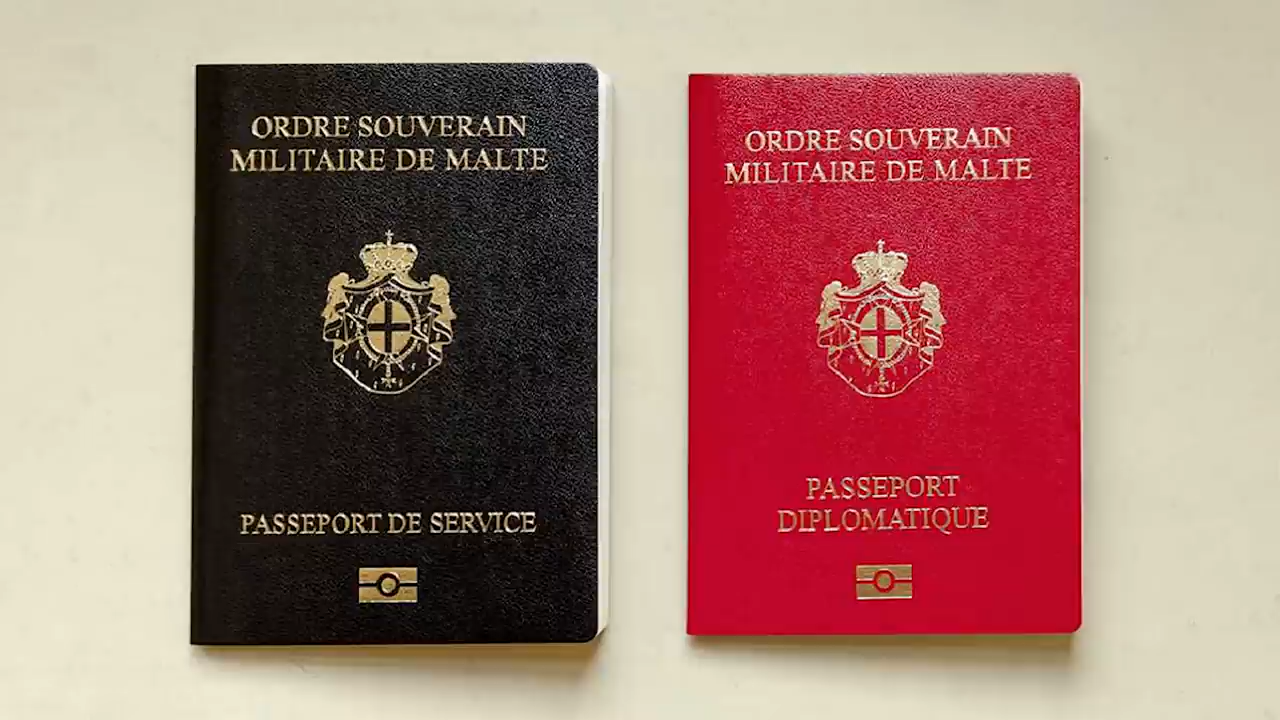 ORDRE SOUVERAIN
MILITAIRE DE MALTE
PASSEPORT DE SERVICE
ORDRE SOUVERAIN
MILITAIRE DE MALTE
PASSEPORT
DIPLOMATIQUE